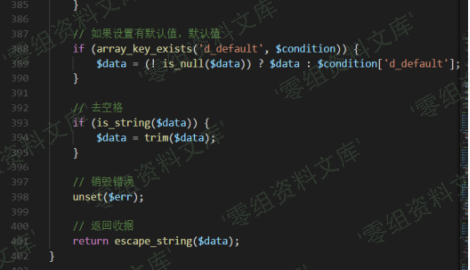 385 }
386
387 // 如果设置有默认值，默认值
388 if (array_key_exists('d_default', $condition)) {
389 $data = (! is_null($data)) ? $data : $condition['d_default'];
390 }
391
392 // 去空格
393 if (is_string($data)) {
394 $data = trim($data);
395 }
396
397 // 销毁错误
398 unset($err);
399
400 // 返回收据
401 return escape_string($data);
402 }
'零组资料文库'
'零组资料文库'
'零组资料文库'
'零组资料文库'
'零组资料文库'
'零组资料文库'